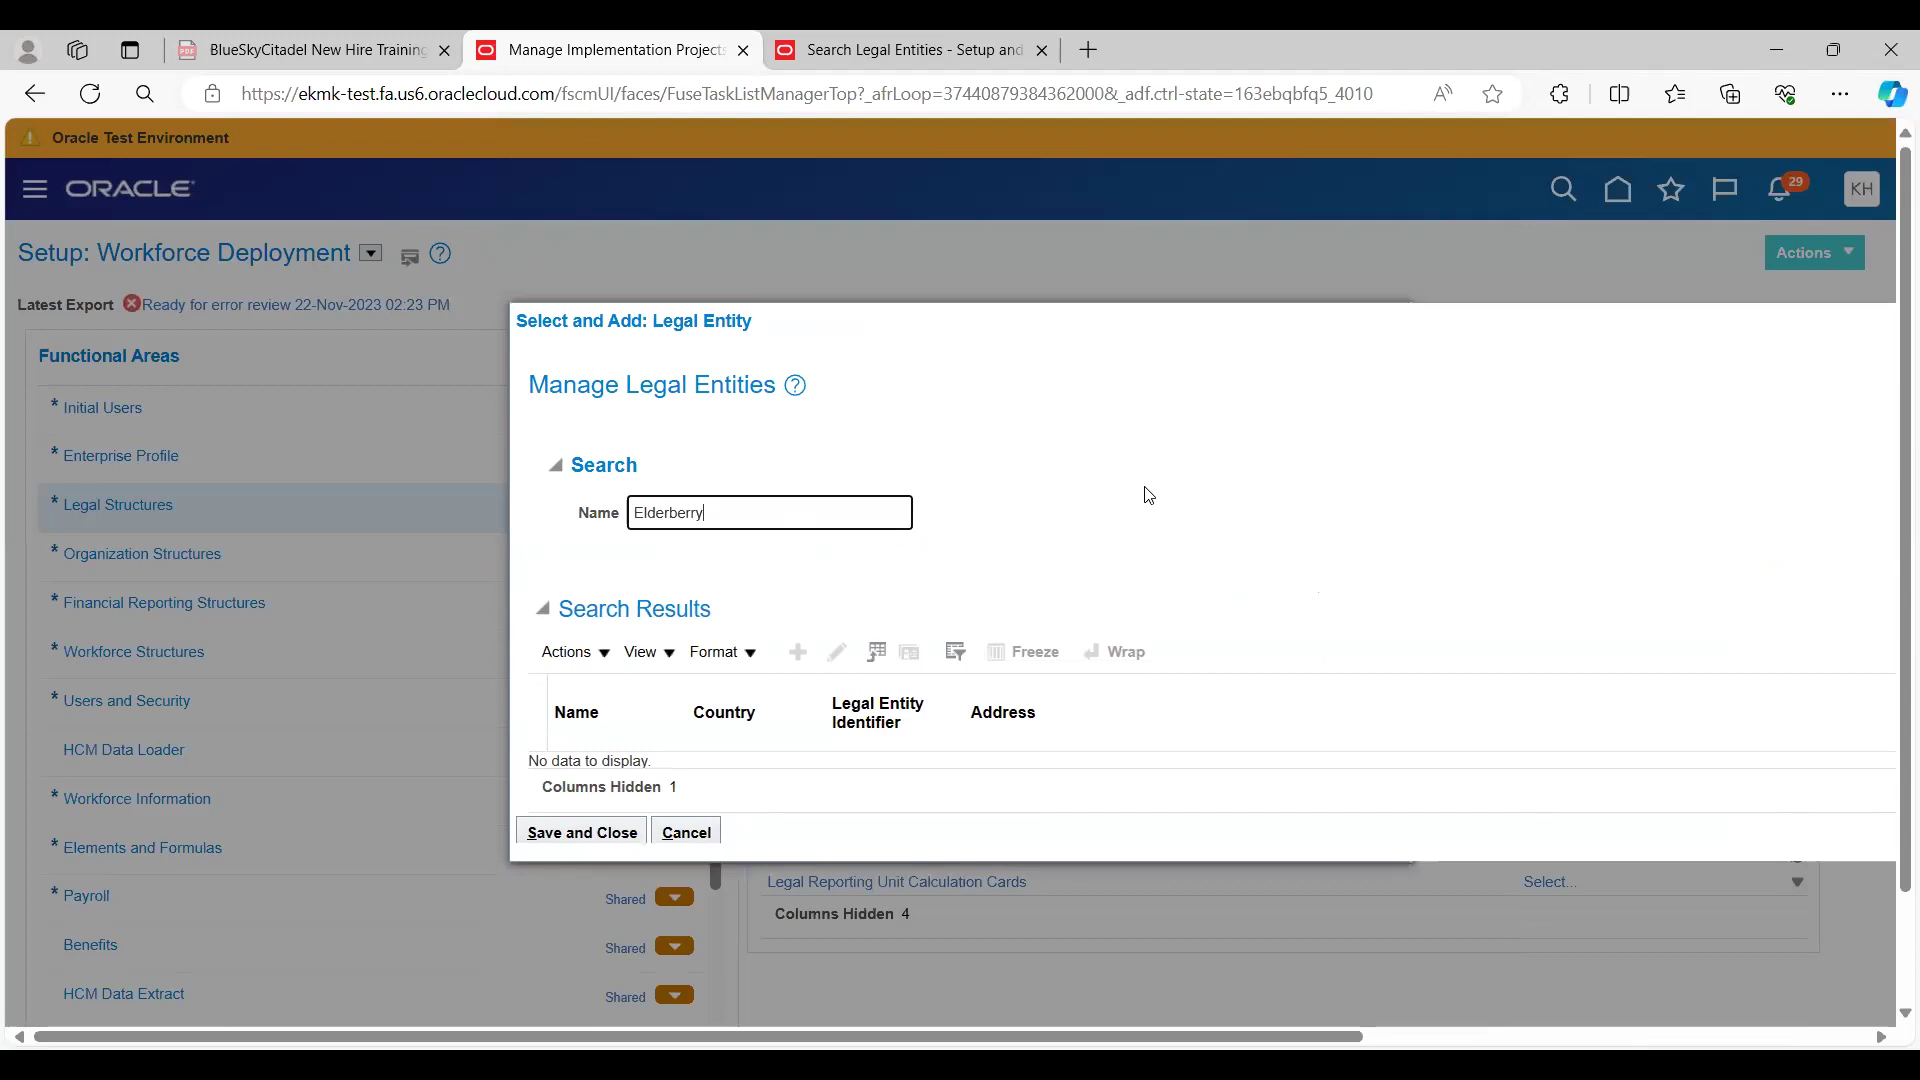 BlueSkyCitadel New Hire Training
Manage Implementation Projects
Search Legal Entities - Setup and
https://ekmk-test.fa.us6.oraclecloud.com/fscmUI/faces/FuseTaskListManagerTop?_afrLoop=37440879384362000&_adf.ctrl-state=163ebqbfq5_4010
Oracle Test Environment
ORACLE
29
KH
Setup: Workforce Deployment
Actions
Latest Export Ready for error review 22-Nov-2023 02:23 PM
Functional Areas
* Initial Users
* Enterprise Profile
* Legal Structures
* Organization Structures
* Financial Reporting Structures
* Workforce Structures
* Users and Security
HCM Data Loader
* Workforce Information
* Elements and Formulas
* Payroll
Shared
Benefits
Shared
HCM Data Extract
Shared
Select and Add: Legal Entity
Manage Legal Entities
Search
Name Elderberry
Search Results
Actions View Format Freeze Wrap
Name Country Legal Entity Identifier Address
No data to display.
Columns Hidden 1
Save and Close Cancel
Legal Reporting Unit Calculation Cards Select...
Columns Hidden 4